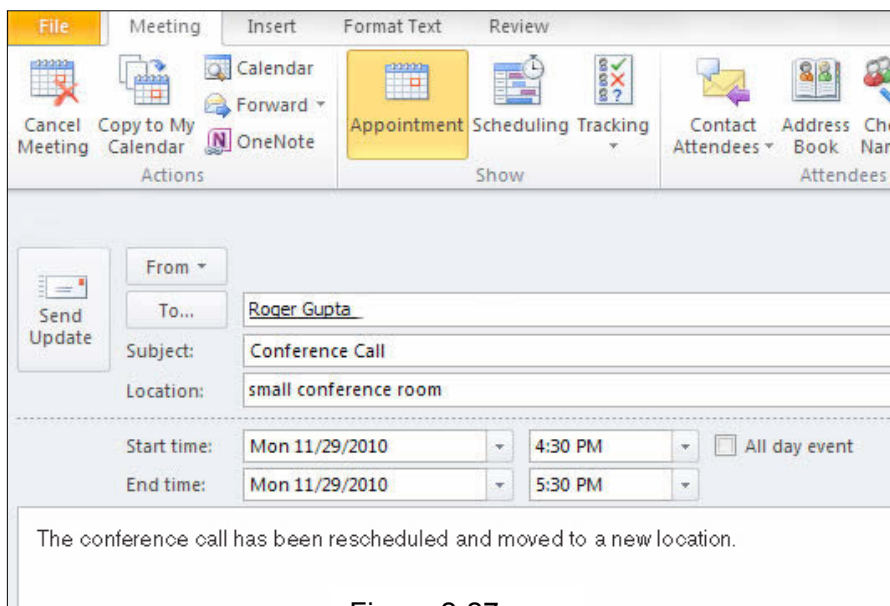 File Meeting Insert Format Text Review
Cancel Meeting
Copy to My Calendar
Calendar
Forward
OneNote
Appointment
Scheduling
Tracking
Contact Attendees
Address Book
Actions
Show
Attendees
Send Update
From
To...
Roger Gupta
Subject:
Conference Call
Location:
small conference room
Start time: Mon 11/29/2010 4:30 PM All day event
End time: Mon 11/29/2010 5:30 PM
The conference call has been rescheduled and moved to a new location.